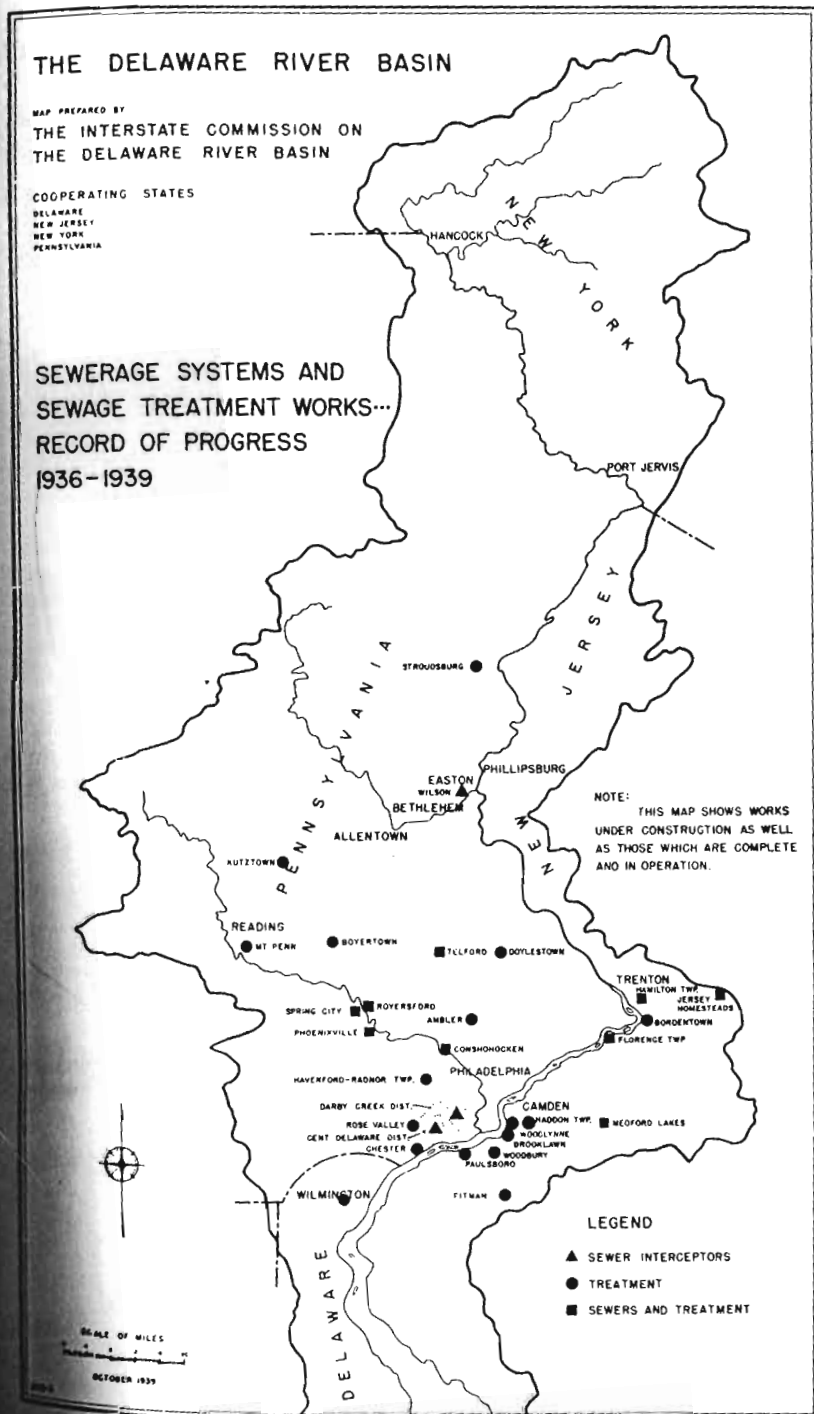 THE DELAWARE RIVER BASIN
MAP PREPARED BY
THE INTERSTATE COMMISSION ON
THE DELAWARE RIVER BASIN
COOPERATING STATES
DELAWARE
NEW JERSEY
NEW YORK
PENNSYLVANIA
SEWERAGE SYSTEMS AND
SEWAGE TREATMENT WORKS...
RECORD OF PROGRESS
1936-1939
NEW YORK
HANCOCK
PORT JERVIS
NEW JERSEY
PENNSYLVANIA
STROUDSBURG
EASTON
PHILLIPSBURG
WILSON
BETHLEHEM
ALLENTOWN
NOTE:
THIS MAP SHOWS WORKS
UNDER CONSTRUCTION AS WELL
AS THOSE WHICH ARE COMPLETE
AND IN OPERATION.
KUTZTOWN
READING
MT PENN
BOYERTOWN
TELFORD
DOYLESTOWN
TRENTON
HAMILTON TWP.
JERSEY
HOMESTEADS
SPRING CITY
ROYERSFORD
AMBLER
BORDENTOWN
PHOENIXVILLE
CONSHOHOCKEN
FLORENCE TWP
PHILADELPHIA
HAVERFORD-RADNOR TWP.
DARBY CREEK DIST.
CAMDEN
ROSE VALLEY
HADDON TWP.
MEDFORD LAKES
CENT DELAWARE DIST.
WOODLYNNE
BROOKLAWN
CHESTER
WOODBURY
PAULSBORO
WILMINGTON
PITMAN
DELAWARE
LEGEND
SEWER INTERCEPTORS
TREATMENT
SEWERS AND TREATMENT
SCALE OF MILES
OCTOBER 1939